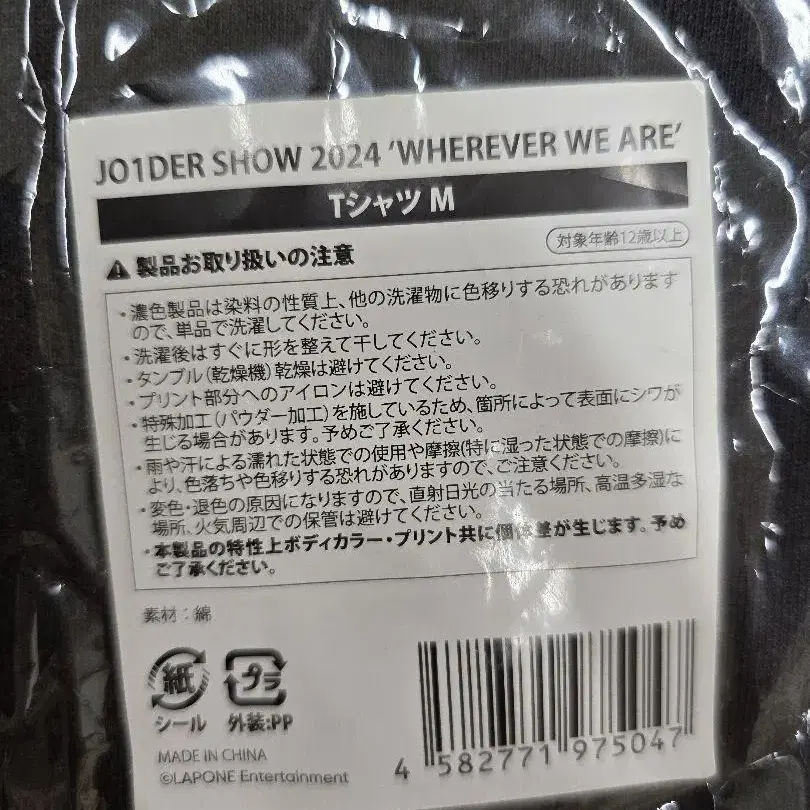 JO1DER SHOW 2024 'WHEREVER WE ARE'
Tシャツ M
対象年齢12歳以上
製品お取り扱いの注意
・濃色製品は染料の性質上、他の洗濯物に色移りする恐れがあります
ので、単品で洗濯してください。
・洗濯後はすぐに形を整えて干してください。
・タンブル(乾燥機)乾燥は避けてください。
・プリント部分へのアイロンは避けてください。
・特殊加工(パウダー加工)を施しているため、箇所によって表面にシワが
生じる場合があります。予めご了承ください。
・雨や汗による濡れた状態での使用や摩擦(特に湿った状態での摩擦)に
より、色落ちや色移りする恐れがありますので、ご注意ください。
・変色・退色の原因になりますので、直射日光の当たる場所、高温多湿な
場所、火気周辺での保管は避けてください。
・本製品の特性上ボディカラー・プリント共に個体差が生じます。予め
ご了承ください。
素材:綿
紙 プラ
シール 外装:PP
MADE IN CHINA
©LAPONE Entertainment
4 582771 975047